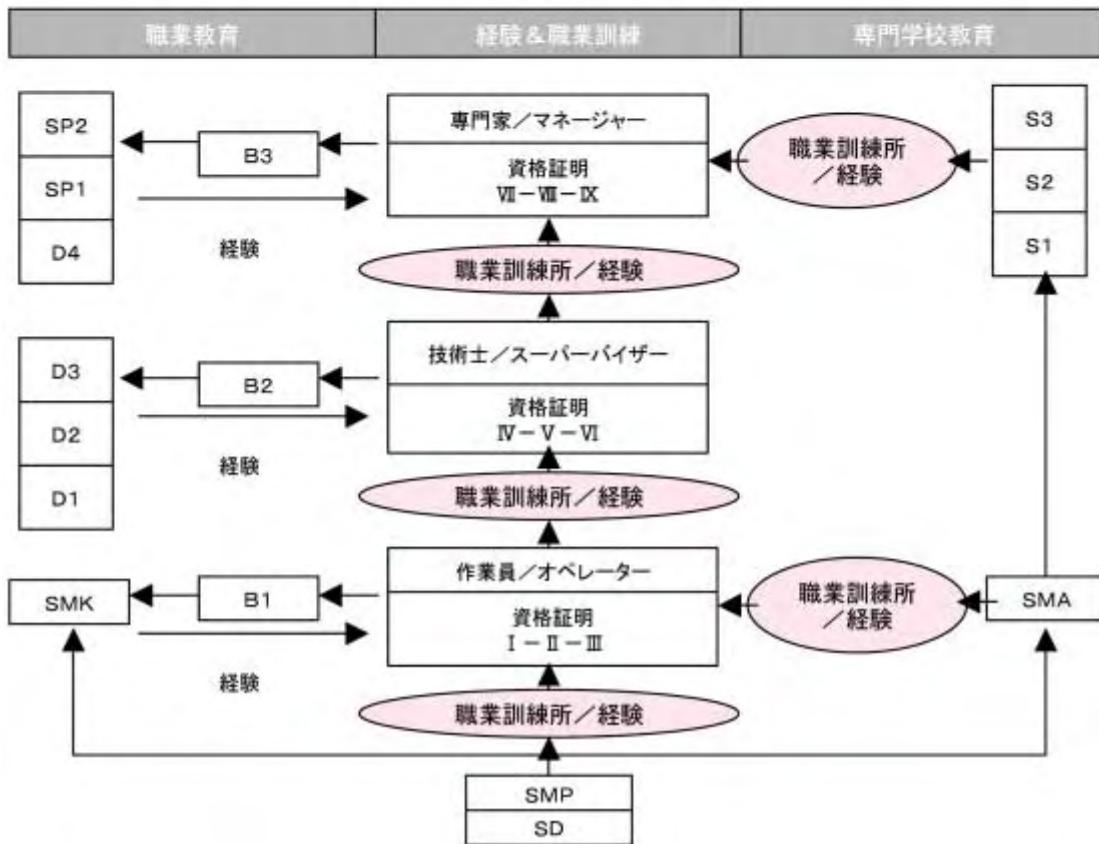 職業教育
経験＆職業訓練
専門学校教育
SP2
SP1
D4
B3
経験
専門家／マネージャー
資格証明
Ⅶ－Ⅷ－Ⅸ
職業訓練所
／経験
S3
S2
S1
職業訓練所／経験
D3
D2
D1
B2
経験
技術士／スーパーバイザー
資格証明
Ⅳ－Ⅴ－Ⅵ
職業訓練所／経験
SMK
B1
経験
作業員／オペレーター
資格証明
Ⅰ－Ⅱ－Ⅲ
職業訓練所
／経験
SMA
職業訓練所／経験
SMP
SD